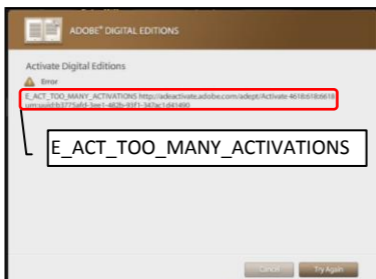 ADOBE® DIGITAL EDITIONS
Activate Digital Editions
Error
E_ACT_TOO_MANY_ACTIVATIONS http://adeactivate.adobe.com/adept/Activate
E_ACT_TOO_MANY_ACTIVATIONS
Cancel
Try Again